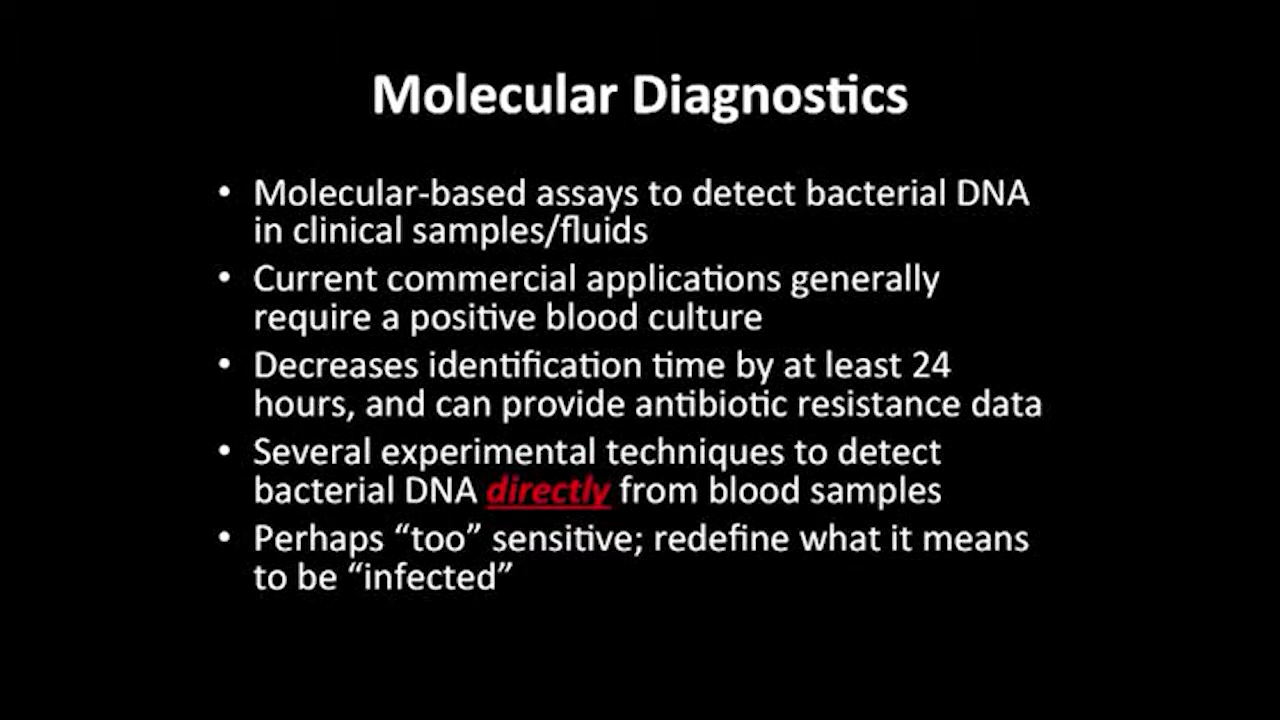 Molecular Diagnostics
• Molecular-based assays to detect bacterial DNA
in clinical samples/fluids
• Current commercial applications generally
require a positive blood culture
• Decreases identification time by at least 24
hours, and can provide antibiotic resistance data
• Several experimental techniques to detect
bacterial DNA directly from blood samples
• Perhaps “too” sensitive; redefine what it means
to be “infected”